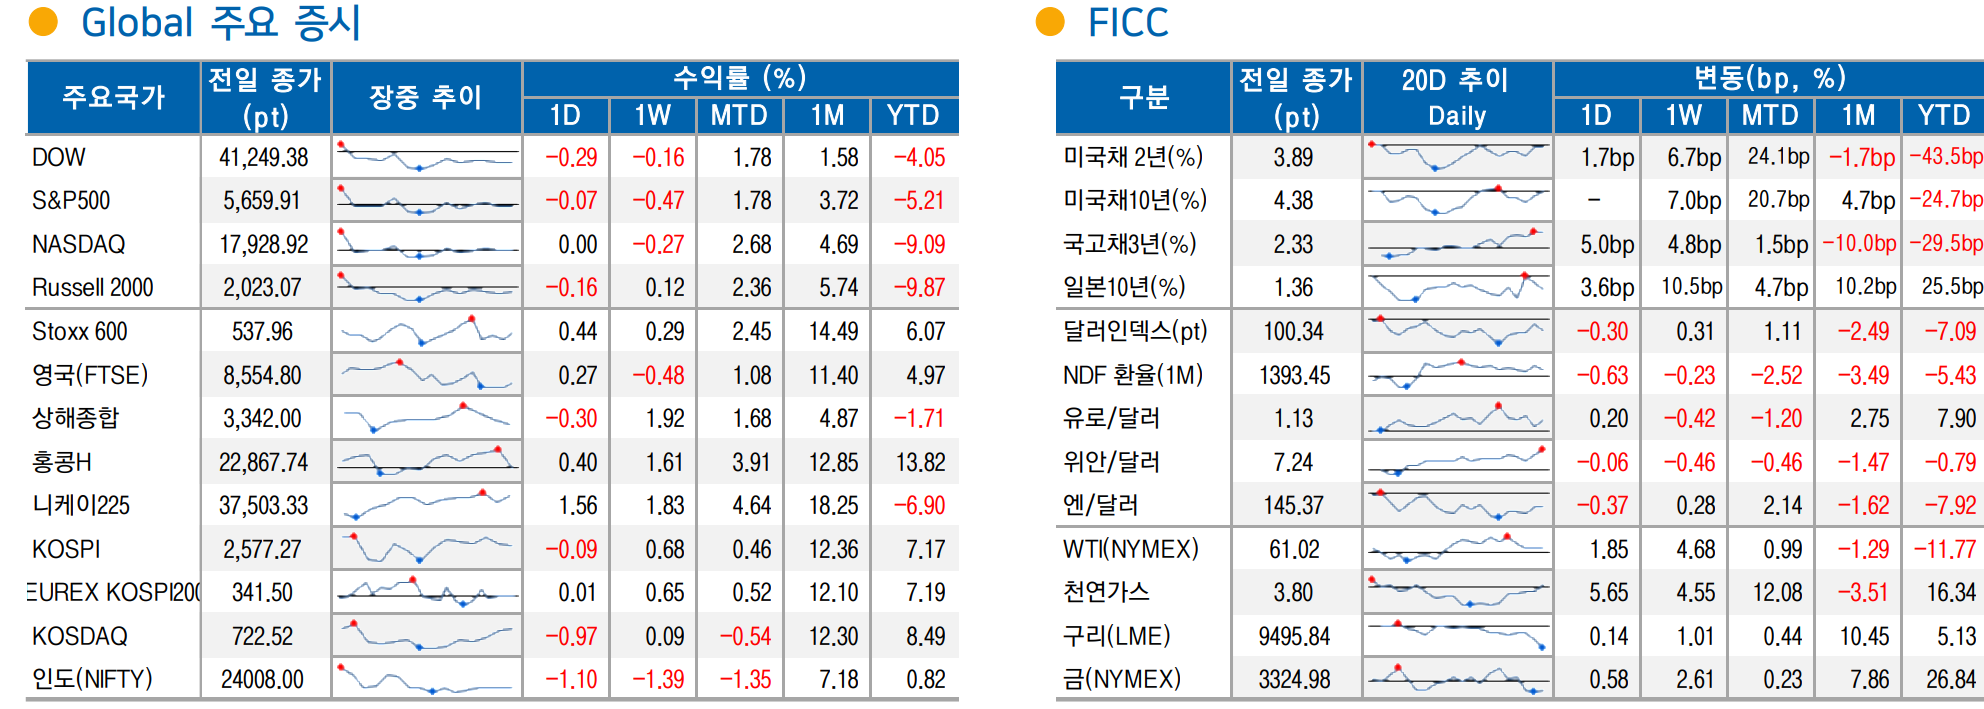 Global 주요 증시
주요국가 전일 종가 (pt) 장중 추이 수익률 (%)
1D 1W MTD 1M YTD
DOW 41,249.38 -0.29 -0.16 1.78 1.58 -4.05
S&P500 5,659.91 -0.07 -0.47 1.78 3.72 -5.21
NASDAQ 17,928.92 0.00 -0.27 2.68 4.69 -9.09
Russell 2000 2,023.07 -0.16 0.12 2.36 5.74 -9.87
Stoxx 600 537.96 0.44 0.29 2.45 14.49 6.07
영국(FTSE) 8,554.80 0.27 -0.48 1.08 11.40 4.97
상해종합 3,342.00 -0.30 1.92 1.68 4.87 -1.71
홍콩H 22,867.74 0.40 1.61 3.91 12.85 13.82
니케이225 37,503.33 1.56 1.83 4.64 18.25 -6.90
KOSPI 2,577.27 -0.09 0.68 0.46 12.36 7.17
EUREX KOSPI200 341.50 0.01 0.65 0.52 12.10 7.19
KOSDAQ 722.52 -0.97 0.09 -0.54 12.30 8.49
인도(NIFTY) 24008.00 -1.10 -1.39 -1.35 7.18 0.82
FICC
구분 전일 종가 (pt) 20D 추이 Daily 변동(bp, %)
1D 1W MTD 1M YTD
미국채 2년(%) 3.89 1.7bp 6.7bp 24.1bp -1.7bp -43.5bp
미국채10년(%) 4.38 - 7.0bp 20.7bp 4.7bp -24.7bp
국고채3년(%) 2.33 5.0bp 4.8bp 1.5bp -10.0bp -29.5bp
일본10년(%) 1.36 3.6bp 10.5bp 4.7bp 10.2bp 25.5bp
달러인덱스(pt) 100.34 -0.30 0.31 1.11 -2.49 -7.09
NDF 환율(1M) 1393.45 -0.63 -0.23 -2.52 -3.49 -5.43
유로/달러 1.13 0.20 -0.42 -1.20 2.75 7.90
위안/달러 7.24 -0.06 -0.46 -0.46 -1.47 -0.79
엔/달러 145.37 -0.37 0.28 2.14 -1.62 -7.92
WTI(NYMEX) 61.02 1.85 4.68 0.99 -1.29 -11.77
천연가스 3.80 5.65 4.55 12.08 -3.51 16.34
구리(LME) 9495.84 0.14 1.01 0.44 10.45 5.13
금(NYMEX) 3324.98 0.58 2.61 0.23 7.86 26.84